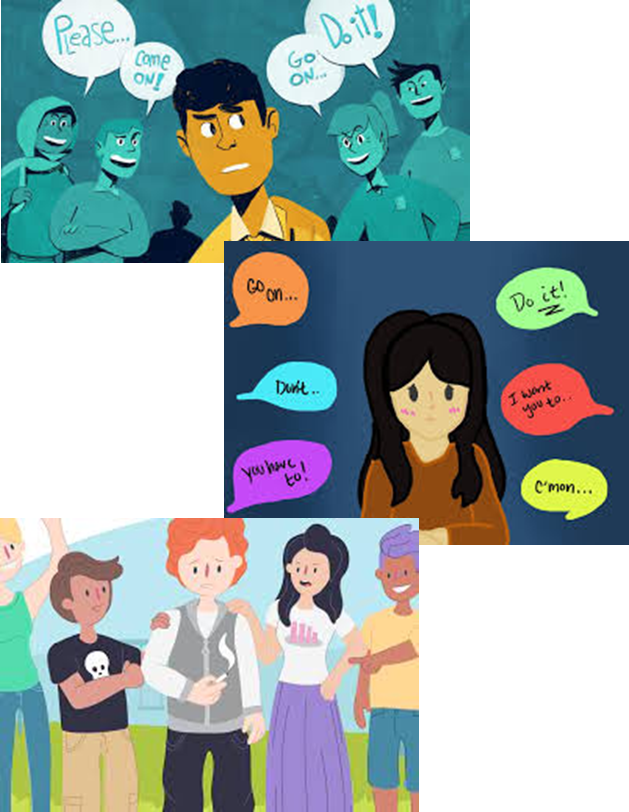 Please...
Come
ON!
GO
ON...
Do it!
Go
on...
Do it!
Don't..
I want
you to..
you have
to!
C'mon...